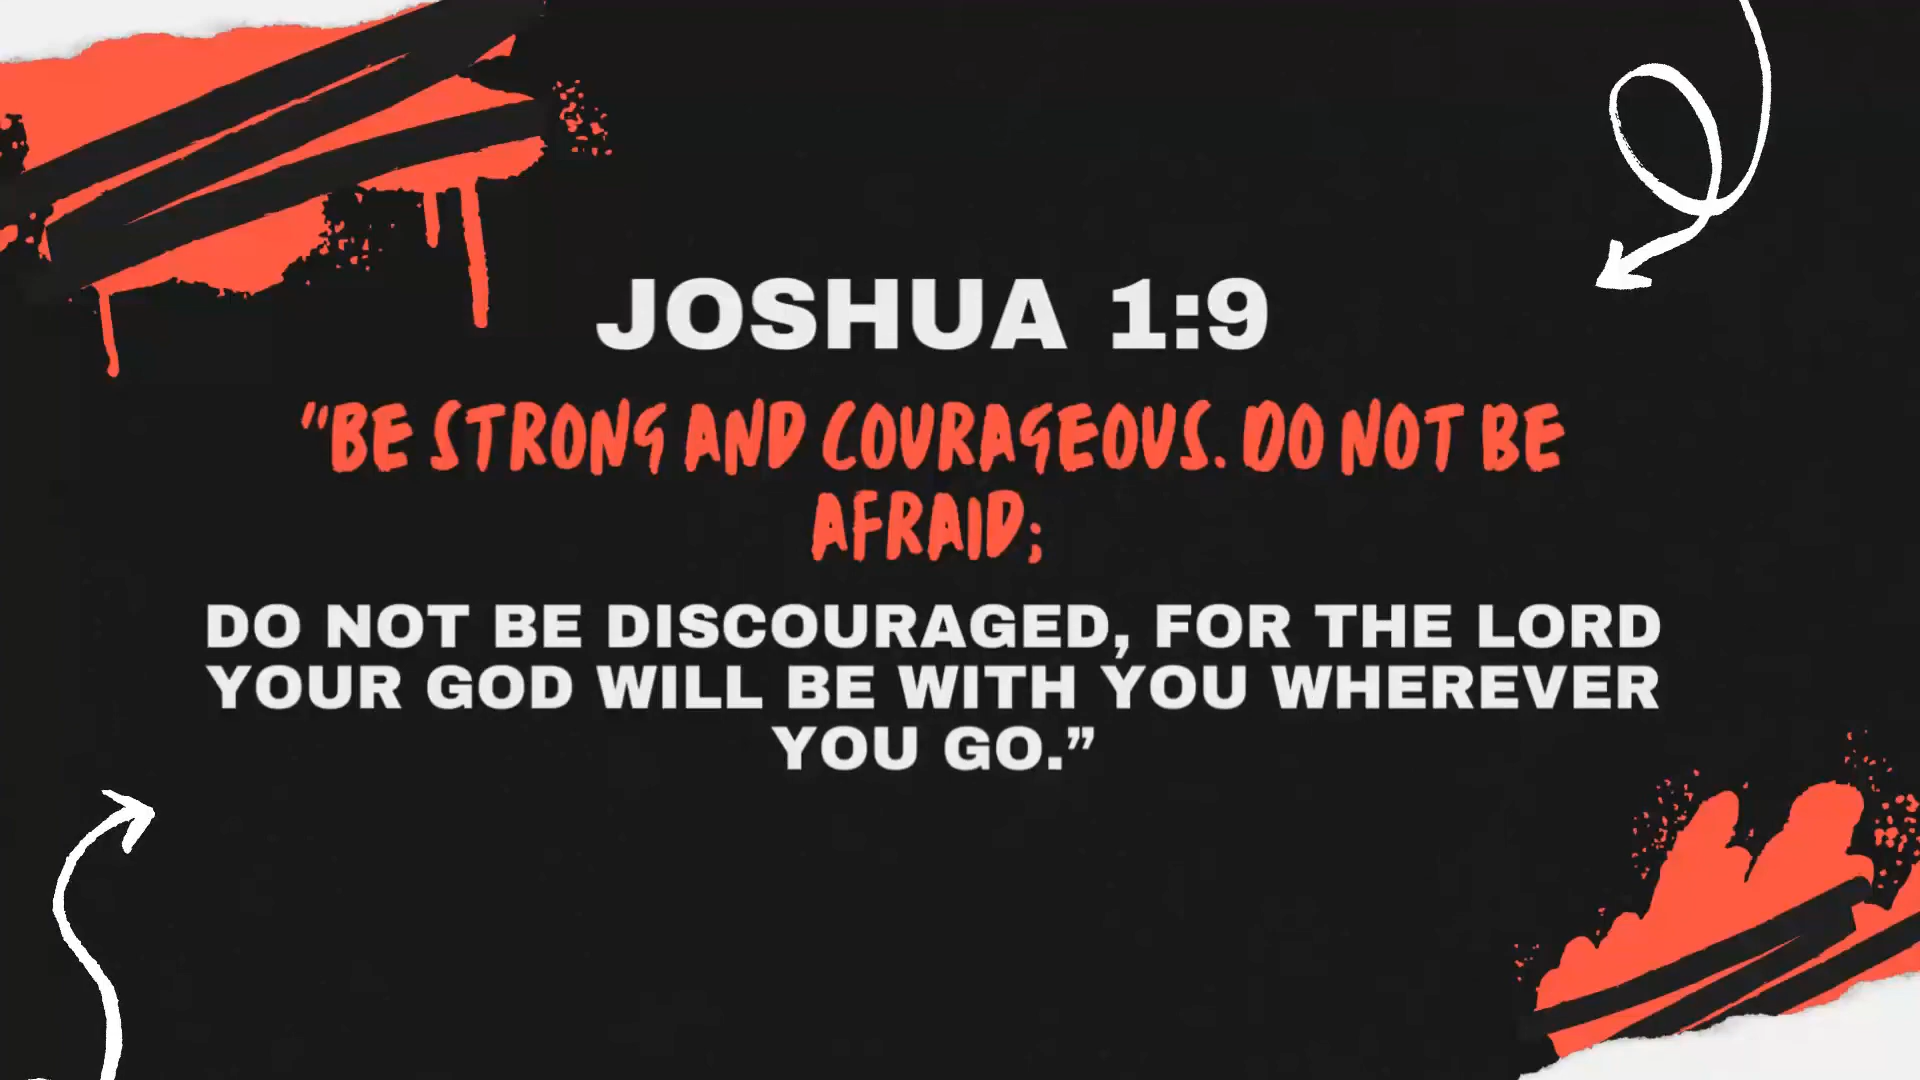 JOSHUA 1:9
“BE STRONG AND COURAGEOUS. DO NOT BE
AFRAID;
DO NOT BE DISCOURAGED, FOR THE LORD
YOUR GOD WILL BE WITH YOU WHEREVER
YOU GO.”